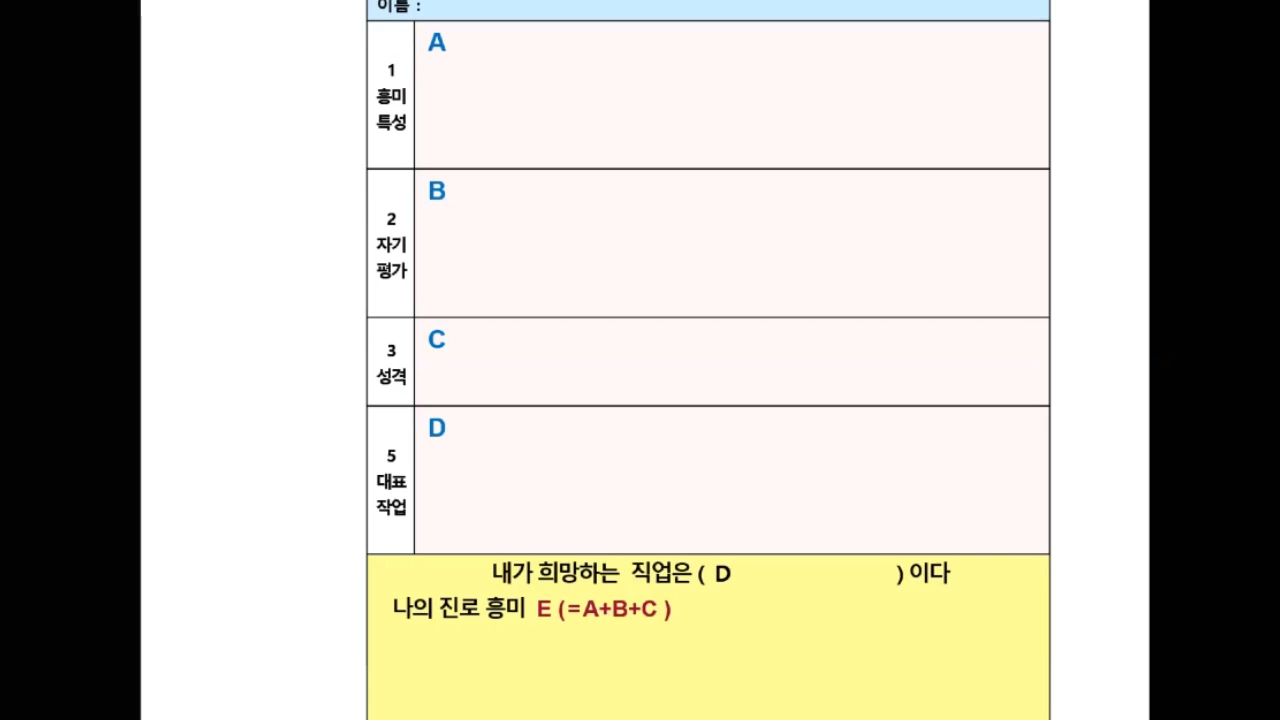 이름 :
1
흥미
특성
A
2
자기
평가
B
3
성격
C
5
대표
작업
D
내가 희망하는 직업은 ( D ) 이다
나의 진로 흥미 E ( =A+B+C )